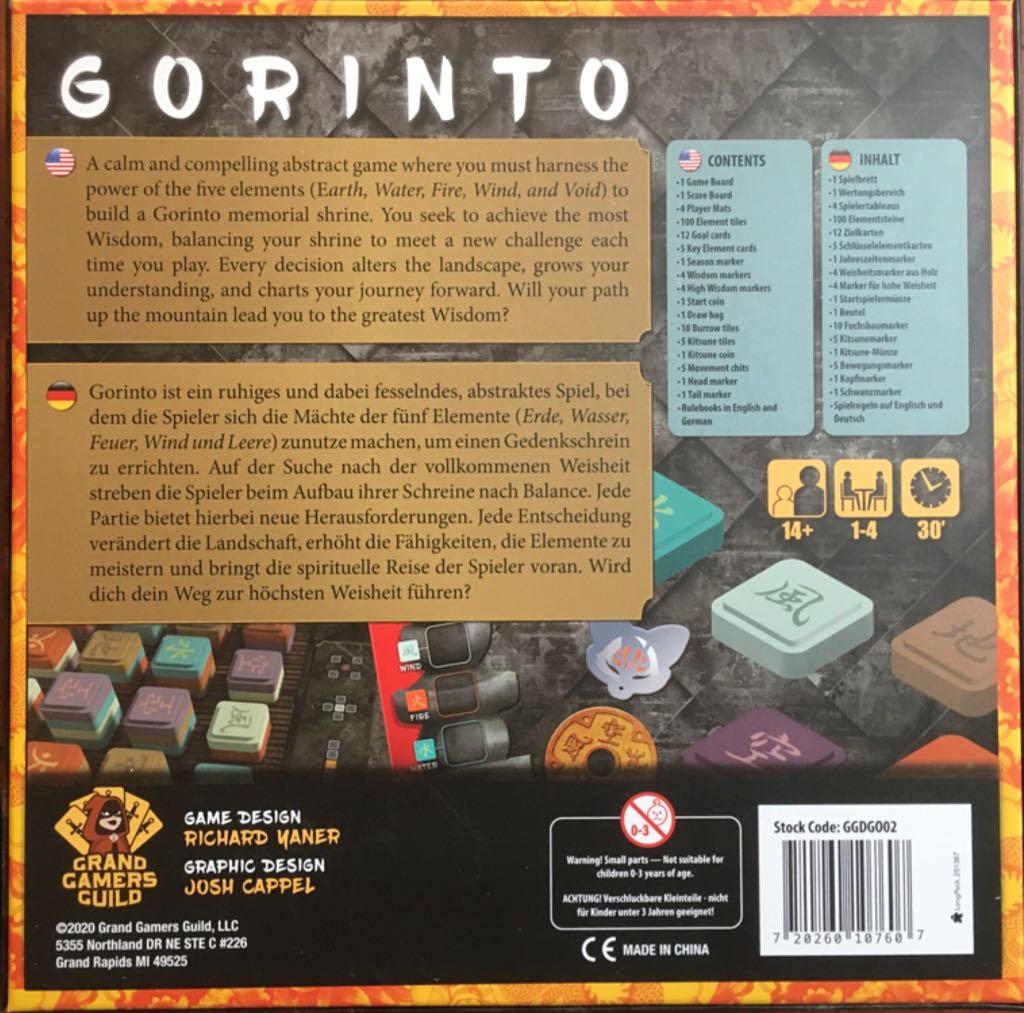 GORINTO
A calm and compelling abstract game where you must harness the
power of the five elements (Earth, Water, Fire, Wind, and Void) to
build a Gorinto memorial shrine. You seek to achieve the most
Wisdom, balancing your shrine to meet a new challenge each
time you play. Every decision alters the landscape, grows your
understanding, and charts your journey forward. Will your path
up the mountain lead you to the greatest Wisdom?
Gorinto ist ein ruhiges und dabei fesselndes, abstraktes Spiel, bei
dem die Spieler sich die Mächte der fünf Elemente (Erde, Wasser,
Feuer, Wind und Leere) zunutze machen, um einen Gedenkschrein
zu errichten. Auf der Suche nach der vollkommenen Weisheit
streben die Spieler beim Aufbau ihrer Schreine nach Balance. Jede
Partie bietet hierbei neue Herausforderungen. Jede Entscheidung
verändert die Landschaft, erhöht die Fähigkeiten, die Elemente zu
meistern und bringt die spirituelle Reise der Spieler voran. Wird
dich dein Weg zur höchsten Weisheit führen?
CONTENTS
•1 Game Board
•1 Score Board
•4 Player Mats
•100 Element tiles
•12 Goal cards
•5 Key Element cards
•1 Season marker
•4 Wisdom markers
•4 High Wisdom markers
•1 Start coin
•1 Draw bag
•10 Burrow tiles
•5 Kitsune tiles
•1 Kitsune coin
•5 Movement chits
•1 Head marker
•1 Tail marker
•Rulebooks in English and
German
INHALT
•1 Spielbrett
•1 Wertungsbereich
•4 Spielertableaus
•100 Elementsteine
•12 Zielkarten
•5 Schlüsselelementkarten
•1 Jahreszeitenmarker
•4 Weisheitsmarker aus Holz
•4 Marker für hohe Weisheit
•1 Startspielermünze
•1 Beutel
•10 Fuchsbaumarker
•5 Kitsunemarker
•1 Kitsune-Münze
•5 Bewegungsmarker
•1 Kopfmarker
•1 Schwanzmarker
•Spielregeln auf Englisch und
Deutsch
14+ 1-4 30'
水
風
地
空
WIND
FIRE
WATER
GRAND
GAMERS
GUILD
GAME DESIGN
RICHARD YANER
GRAPHIC DESIGN
JOSH CAPPEL
©2020 Grand Gamers Guild, LLC
5355 Northland DR NE STE C #226
Grand Rapids MI 49525
0-3
Warning! Small parts — Not suitable for
children 0-3 years of age.
ACHTUNG! Verschluckbare Kleinteile - nicht
für Kinder unter 3 Jahren geeignet!
CE MADE IN CHINA
Stock Code: GGDGO02
7 20260 10760 7
LongPack 251367